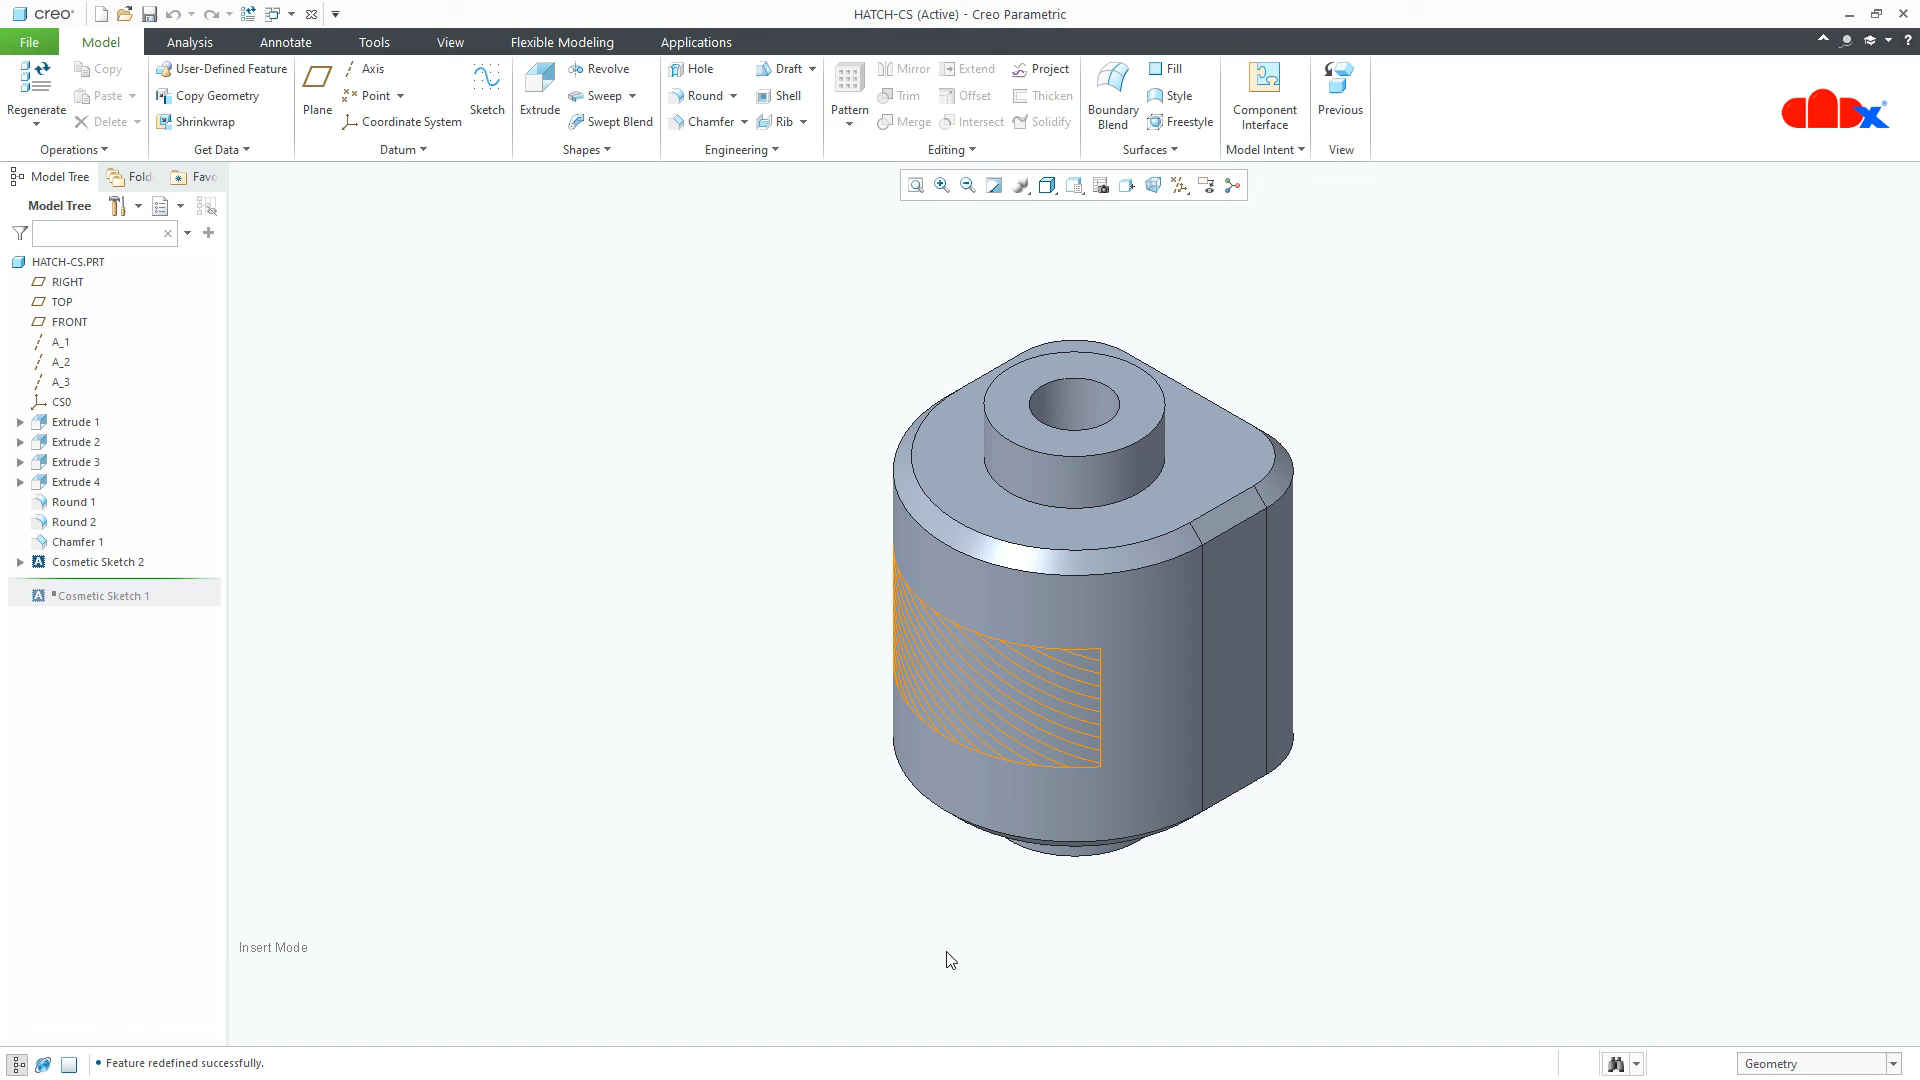 creo HATCH-CS (Active) - Creo Parametric
File Model Analysis Annotate Tools View Flexible Modeling Applications
Regenerate
Copy
Paste
Delete
Operations
User-Defined Feature
Copy Geometry
Shrinkwrap
Get Data
Plane
Axis
Point
Coordinate System
Sketch
Datum
Extrude
Revolve
Sweep
Swept Blend
Shapes
Hole
Round
Chamfer
Draft
Shell
Rib
Engineering
Pattern
Mirror
Trim
Merge
Extend
Offset
Intersect
Project
Thicken
Solidify
Editing
Boundary
Blend
Fill
Style
Freestyle
Surfaces
Component
Interface
Model Intent
Previous
View
Model Tree Fold Favo
Model Tree
HATCH-CS.PRT
RIGHT
TOP
FRONT
A_1
A_2
A_3
CS0
Extrude 1
Extrude 2
Extrude 3
Extrude 4
Round 1
Round 2
Chamfer 1
Cosmetic Sketch 2
Cosmetic Sketch 1
Insert Mode
Feature redefined successfully.
Geometry